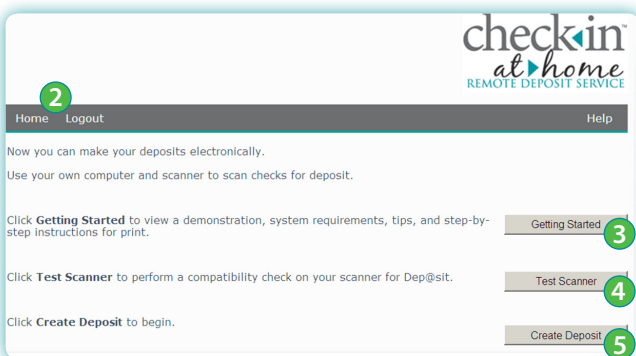 check in™
at home
REMOTE DEPOSIT SERVICE
2
Home Logout Help
Now you can make your deposits electronically.
Use your own computer and scanner to scan checks for deposit.
Click Getting Started to view a demonstration, system requirements, tips, and step-by-
step instructions for print.
Getting Started
3
Click Test Scanner to perform a compatibility check on your scanner for Dep@sit.
Test Scanner
4
Click Create Deposit to begin.
Create Deposit
5